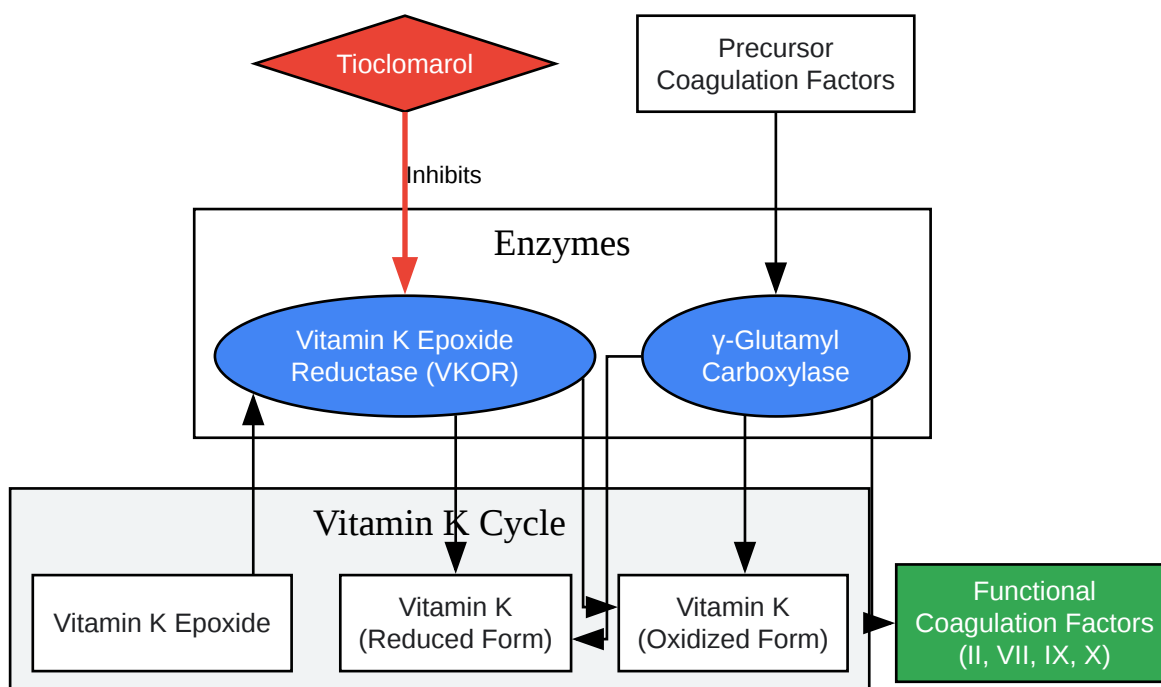 Tioclomarol
Precursor
Coagulation Factors
Inhibits
Enzymes
Vitamin K Epoxide
Reductase (VKOR)
γ-Glutamyl
Carboxylase
Vitamin K Cycle
Vitamin K Epoxide
Vitamin K
(Reduced Form)
Vitamin K
(Oxidized Form)
Functional
Coagulation Factors
(II, VII, IX, X)